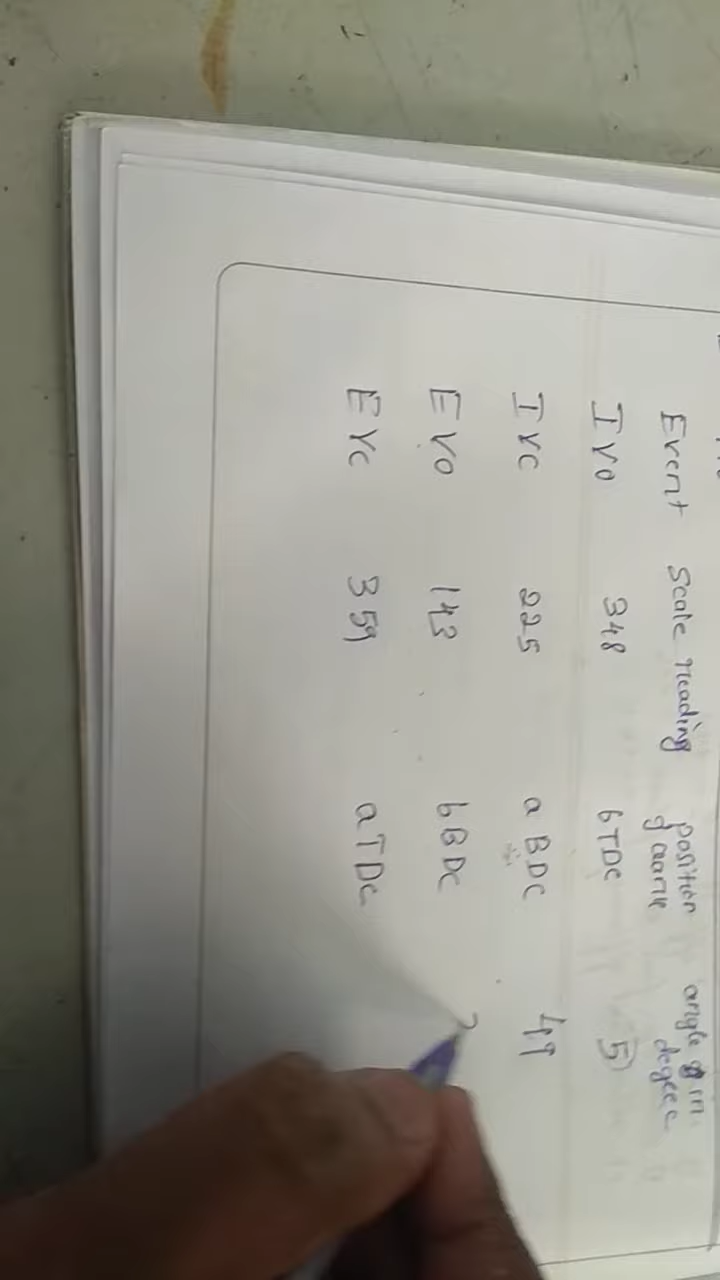 Event Scale reading position of crank angle in degree
IVO 348 bTDC 5
IVC 225 aBDC 49
EVO 143 bBDC
EVC 359 aTDC